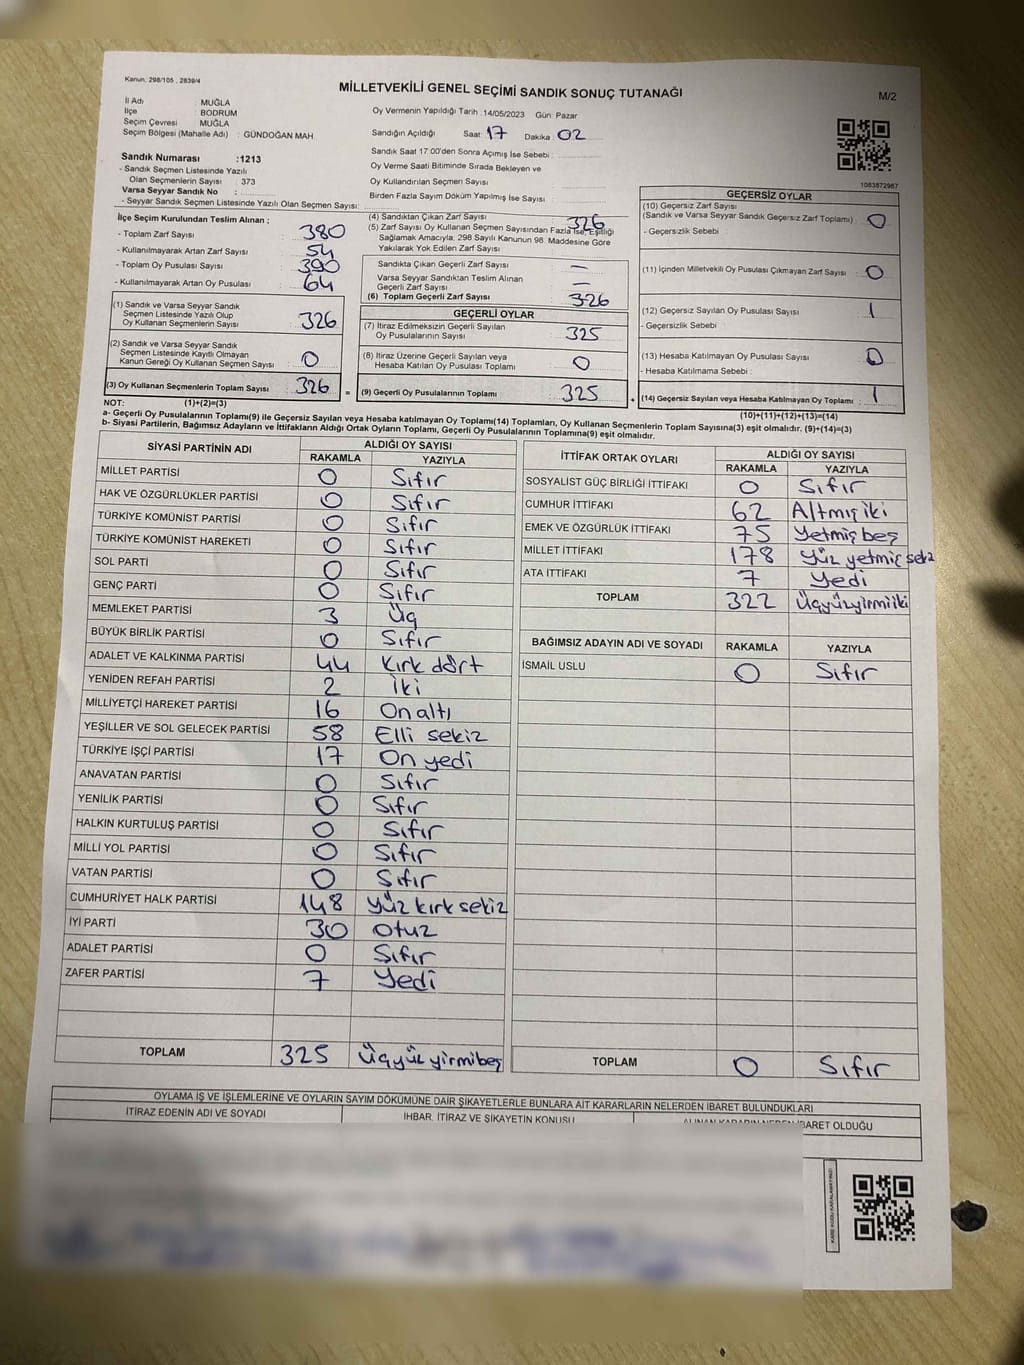 Kanun, 298/105 , 2839/4
MİLLETVEKİLİ GENEL SEÇİMİ SANDIK SONUÇ TUTANAĞI
M/2
İl Adı : MUĞLA
İlçe : BODRUM
Seçim Çevresi : MUĞLA
Seçim Bölgesi (Mahalle Adı) : GÜNDOĞAN MAH.
Oy Vermenin Yapıldığı Tarih :14/05/2023 Gün: Pazar
Sandığın Açıldığı Saat: 17 Dakika: 02
Sandık Saat 17:00'den Sonra Açımış İse Sebebi :
Oy Verme Saati Bitiminde Sırada Bekleyen ve
Oy Kullandırılan Seçmen Sayısı :
Birden Fazla Sayım Dökum Yapılmış İse Sayısı :
Sandık Numarası :1213
- Sandık Seçmen Listesinde Yazılı
Olan Seçmenlerin Sayısı : 373
Varsa Seyyar Sandık No :
- Seyyar Sandık Seçmen Listesinde Yazılı Olan Seçmen Sayısı:
İlçe Seçim Kurulundan Teslim Alınan ;
- Toplam Zarf Sayısı : 380
- Kullanılmayarak Artan Zarf Sayısı : 54
- Toplam Oy Pusulası Sayısı : 390
- Kullanılmayarak Artan Oy Pusulası : 64
(1) Sandık ve Varsa Seyyar Sandık
Seçmen Listesinde Yazılı Olup
Oy Kullanan Seçmenlerin Sayısı : 326
(2) Sandık ve Varsa Seyyar Sandık
Seçmen Listesinde Kayıtlı Olmayan
Kanun Gereği Oy Kullanan Seçmen Sayısı : 0
(3) Oy Kullanan Seçmenlerin Toplam Sayısı : 326 =
(4) Sandıktan Çıkan Zarf Sayısı : 326
(5) Zarf Sayısı Oy Kullanan Seçmen Sayısından Fazla İse, Eşitliği
Sağlamak Amacıyla, 298 Sayılı Kanunun 98. Maddesine Göre
Yakılarak Yok Edilen Zarf Sayısı :
Sandıkta Çıkan Geçerli Zarf Sayısı : —
Varsa Seyyar Sandıktan Teslim Alınan
Geçerli Zarf Sayısı : —
(6) Toplam Geçerli Zarf Sayısı : 326
GEÇERLİ OYLAR
(7) İtiraz Edilmeksizin Geçerli Sayılan
Oy Pusulalarının Sayısı : 325
(8) İtiraz Üzerine Geçerli Sayılan veya
Hesaba Katılan Oy Pusulası Toplamı : 0
(9) Geçerli Oy Pusulalarının Toplamı : 325 +
1083872967
GEÇERSİZ OYLAR
(10) Geçersiz Zarf Sayısı
(Sandık ve Varsa Seyyar Sandık Geçersiz Zarf Toplamı) : 0
- Geçersizlik Sebebi :
(11) İçinden Milletvekili Oy Pusulası Çıkmayan Zarf Sayısı : 0
(12) Geçersiz Sayılan Oy Pusulası Sayısı : 1
- Geçersizlik Sebebi :
(13) Hesaba Katılmayan Oy Pusulası Sayısı : 0
- Hesaba Katılmama Sebebi :
(14) Geçersiz Sayılan veya Hesaba Katılmayan Oy Toplamı : 1
NOT: (1)+(2)=(3) (10)+(11)+(12)+(13)=(14)
a- Geçerli Oy Pusulalarının Toplamı(9) ile Geçersiz Sayılan veya Hesaba katılmayan Oy Toplamı(14) Toplamları, Oy Kullanan Seçmenlerin Toplam Sayısına(3) eşit olmalıdır. (9)+(14)=(3)
b- Siyasi Partilerin, Bağımsız Adayların ve İttifakların Aldığı Ortak Oyların Toplamı, Geçerli Oy Pusulalarının Toplamına(9) eşit olmalıdır.
SİYASİ PARTİNİN ADI ALDIĞI OY SAYISI
RAKAMLA YAZIYLA
MİLLET PARTİSI 0 Sıfır
HAK VE ÖZGÜRLÜKLER PARTİSİ 0 Sıfır
TÜRKİYE KOMÜNİST PARTİSİ 0 Sıfır
TÜRKİYE KOMÜNİST HAREKETİ 0 Sıfır
SOL PARTİ 0 Sıfır
GENÇ PARTİ 0 Sıfır
MEMLEKET PARTİSİ 3 Üç
BÜYÜK BİRLİK PARTİSİ 0 Sıfır
ADALET VE KALKINMA PARTİSİ 44 kırk dört
YENİDEN REFAH PARTİSİ 2 İki
MİLLİYETÇİ HAREKET PARTİSİ 16 On altı
YEŞİLLER VE SOL GELECEK PARTİSİ 58 Elli sekiz
TÜRKİYE İŞÇİ PARTİSİ 17 On yedi
ANAVATAN PARTİSİ 0 Sıfır
YENİLİK PARTİSİ 0 Sıfır
HALKIN KURTULUŞ PARTİSİ 0 Sıfır
MİLLİ YOL PARTİSİ 0 Sıfır
VATAN PARTİSİ 0 Sıfır
CUMHURİYET HALK PARTİSİ 148 yüz kırk sekiz
İYİ PARTİ 30 otuz
ADALET PARTİSİ 0 Sıfır
ZAFER PARTİSİ 7 Yedi
TOPLAM 325 Üçyüz yirmibeş
İTTİFAK ORTAK OYLARI ALDIĞI OY SAYISI
RAKAMLA YAZIYLA
SOSYALİST GÜÇ BİRLİĞİ İTTİFAKI 0 Sıfır
CUMHUR İTTİFAKI 62 Altmış iki
EMEK VE ÖZGÜRLÜK İTTİFAKI 75 Yetmiş beş
MİLLET İTTİFAKI 178 Yüz yetmiş sekiz
ATA İTTİFAKI 7 Yedi
TOPLAM 322 Üçyüzyirmiiki
BAĞIMSIZ ADAYIN ADI VE SOYADI RAKAMLA YAZIYLA
İSMAİL USLU 0 Sıfır
TOPLAM 0 Sıfır
OYLAMA İŞ VE İŞLEMLERİNE VE OYLARIN SAYIM DÖKÜMÜNE DAİR ŞİKAYETLERLE BUNLARA AİT KARARLARIN NELERDEN İBARET BULUNDUKLARI
İTİRAZ EDENİN ADI VE SOYADI İHBAR, İTİRAZ VE ŞİKAYETİN KONUSU ALINAN KARARIN NEDEN İBARET OLDUĞU